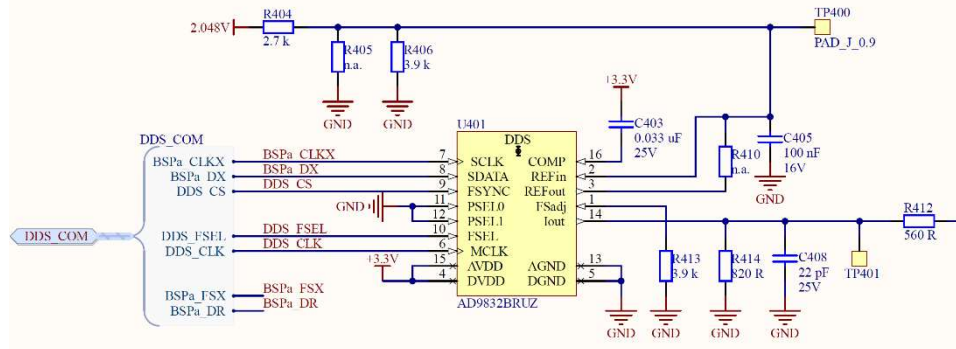 R404
2.048V
2.7 k
TP400
PAD_J_0.9
R405
n.a.
R406
3.9 k
GND
GND
+3.3V
C403
0.033 uF
25V
R410
n.a.
C405
100 nF
16V
GND
U401
DDS
DDS_COM
BSPa_CLKX
BSPa_CLKX
7
SCLK
COMP
16
BSPa_DX
BSPa_DX
8
SDATA
REFin
2
DDS_CS
DDS_CS
9
FSYNC
REFout
3
GND
11
PSEL0
FSadj
1
12
PSEL1
Iout
14
DDS_FSEL
DDS_FSEL
10
FSEL
DDS_CLK
DDS_CLK
6
MCLK
DDS_COM
+3.3V
15
AVDD
AGND
13
4
DVDD
DGND
5
AD9832BRUZ
BSPa_FSX
BSPa_FSX
BSPa_DR
BSPa_DR
R412
560 R
R413
3.9 k
R414
820 R
C408
22 pF
25V
TP401
GND
GND
GND
GND